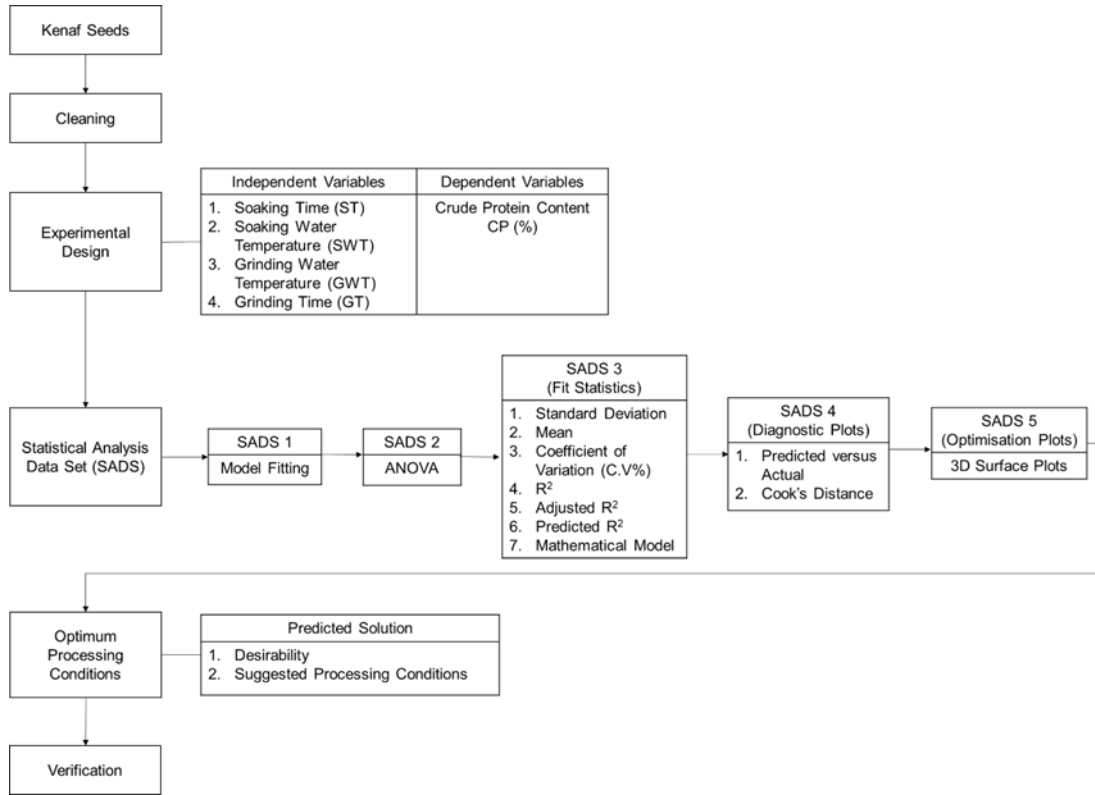 Kenaf Seeds
Cleaning
Experimental
Design
Independent Variables
1. Soaking Time (ST)
2. Soaking Water
Temperature (SWT)
3. Grinding Water
Temperature (GWT)
4. Grinding Time (GT)
Dependent Variables
Crude Protein Content
CP (%)
Statistical Analysis
Data Set (SADS)
SADS 1
Model Fitting
SADS 2
ANOVA
SADS 3
(Fit Statistics)
1. Standard Deviation
2. Mean
3. Coefficient of
Variation (C.V%)
4. R²
5. Adjusted R²
6. Predicted R²
7. Mathematical Model
SADS 4
(Diagnostic Plots)
1. Predicted versus
Actual
2. Cook's Distance
SADS 5
(Optimisation Plots)
3D Surface Plots
Optimum
Processing
Conditions
Predicted Solution
1. Desirability
2. Suggested Processing Conditions
Verification